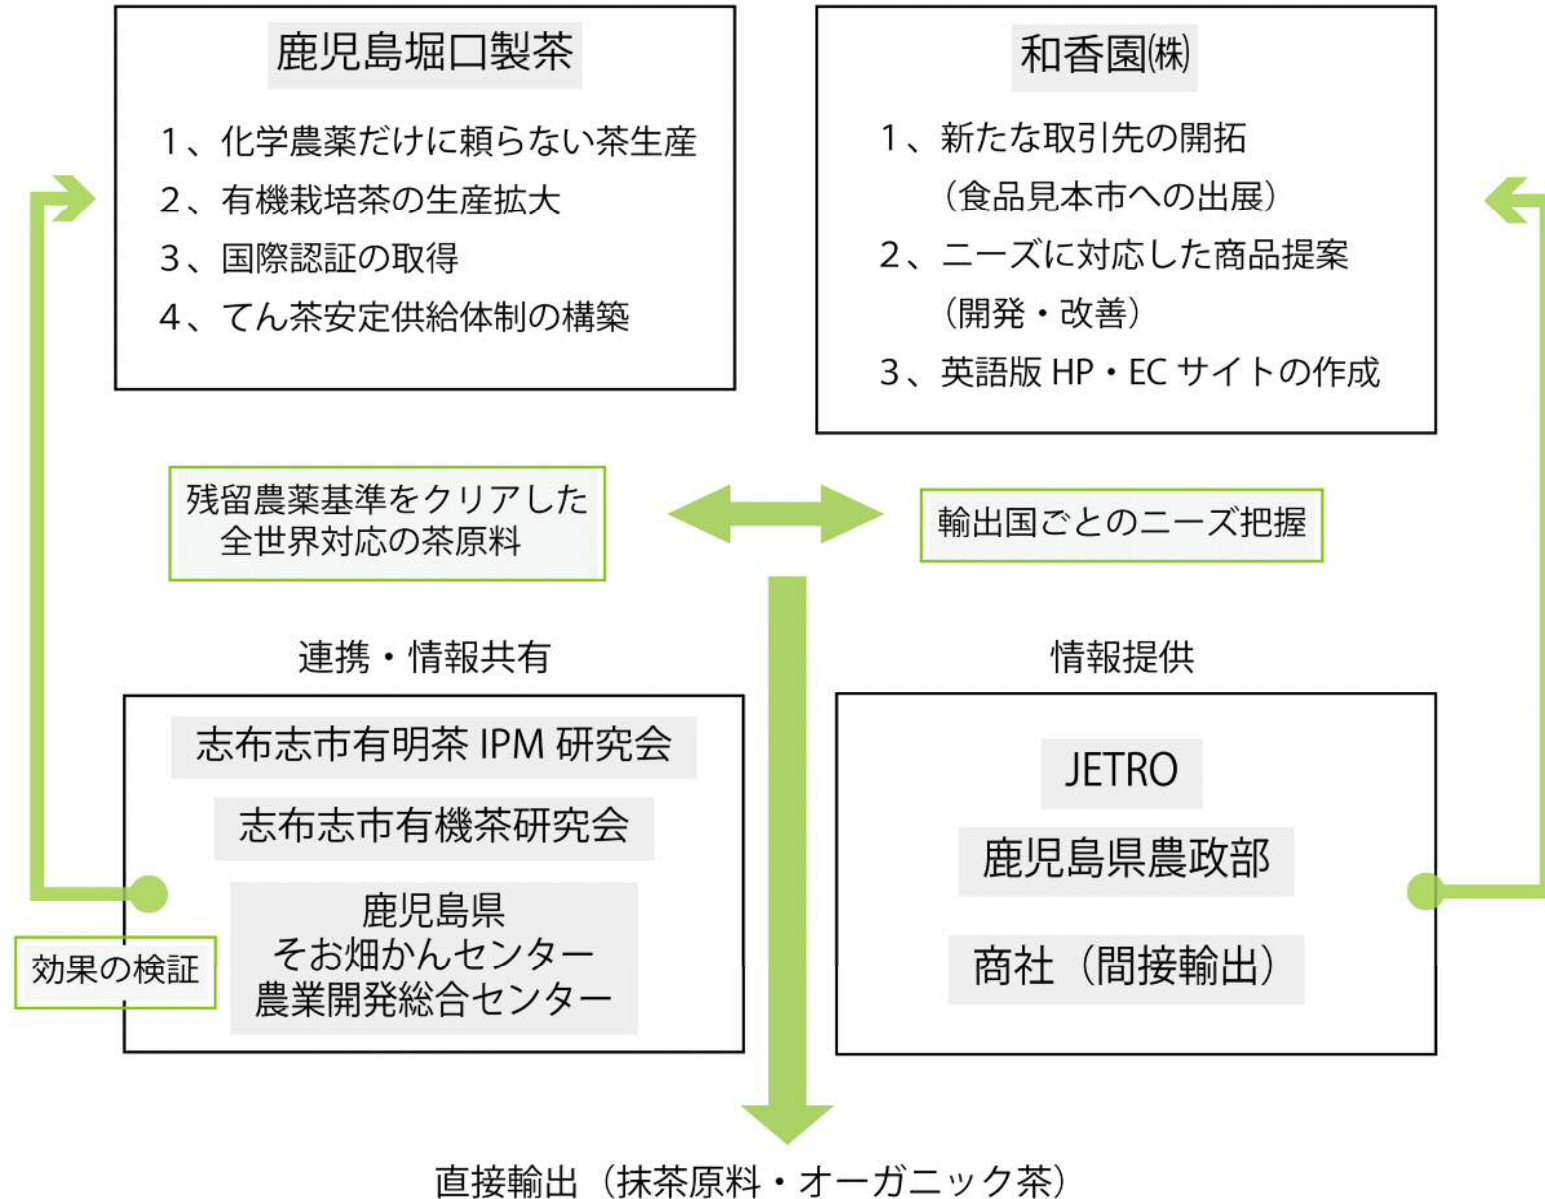 鹿児島堀口製茶
1、化学農薬だけに頼らない茶生産
2、有機栽培茶の生産拡大
3、国際認証の取得
4、てん茶安定供給体制の構築
和香園㈱
1、新たな取引先の開拓
（食品見本市への出展）
2、ニーズに対応した商品提案
（開発・改善）
3、英語版 HP・EC サイトの作成
残留農薬基準をクリアした
全世界対応の茶原料
輸出国ごとのニーズ把握
連携・情報共有
志布志市有明茶 IPM 研究会
志布志市有機茶研究会
鹿児島県
そお畑かんセンター
農業開発総合センター
効果の検証
情報提供
JETRO
鹿児島県農政部
商社（間接輸出）
直接輸出（抹茶原料・オーガニック茶）